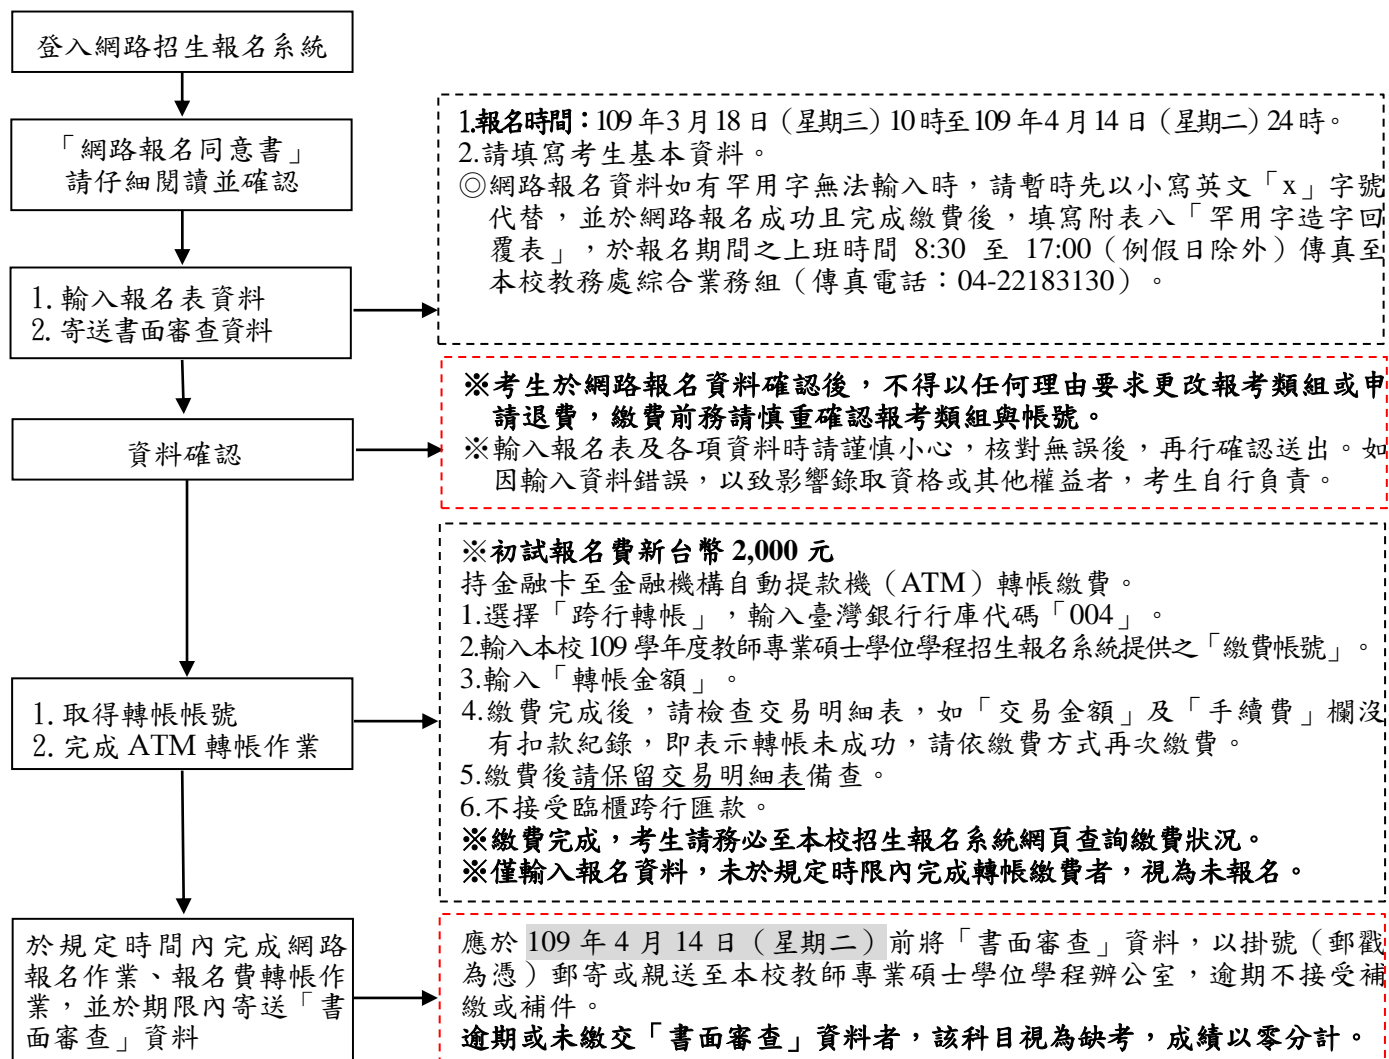 登入網路招生報名系統
「網路報名同意書」
請仔細閱讀並確認
1.報名時間：109年3月18日（星期三）10時至109年4月14日（星期二）24時。
2.請填寫考生基本資料。
◎網路報名資料如有罕用字無法輸入時，請暫時先以小寫英文「x」字號
代替，並於網路報名成功且完成繳費後，填寫附表八「罕用字造字回
覆表」，於報名期間之上班時間 8:30 至 17:00（例假日除外）傳真至
本校教務處綜合業務組（傳真電話：04-22183130）。
1.輸入報名表資料
2.寄送書面審查資料
※考生於網路報名資料確認後，不得以任何理由要求更改報考類組或申
請退費，繳費前務請慎重確認報考類組與帳號。
※輸入報名表及各項資料時請謹慎小心，核對無誤後，再行確認送出。如
因輸入資料錯誤，以致影響錄取資格或其他權益者，考生自行負責。
資料確認
※初試報名費新台幣 2,000 元
持金融卡至金融機構自動提款機（ATM）轉帳繳費。
1.選擇「跨行轉帳」，輸入臺灣銀行行庫代碼「004」。
2.輸入本校109學年度教師專業碩士學位學程招生報名系統提供之「繳費帳號」。
3.輸入「轉帳金額」。
4.繳費完成後，請檢查交易明細表，如「交易金額」及「手續費」欄沒
有扣款紀錄，即表示轉帳未成功，請依繳費方式再次繳費。
5.繳費後請保留交易明細表備查。
6.不接受臨櫃跨行匯款。
※繳費完成，考生請務必至本校招生報名系統網頁查詢繳費狀況。
※僅輸入報名資料，未於規定時限內完成轉帳繳費者，視為未報名。
1.取得轉帳帳號
2.完成 ATM 轉帳作業
於規定時間內完成網路
報名作業、報名費轉帳作
業，並於期限內寄送「書
面審查」資料
應於 109 年 4 月 14 日（星期二）前將「書面審查」資料，以掛號（郵戳
為憑）郵寄或親送至本校教師專業碩士學位學程辦公室，逾期不接受補
繳或補件。
逾期或未繳交「書面審查」資料者，該科目視為缺考，成績以零分計。